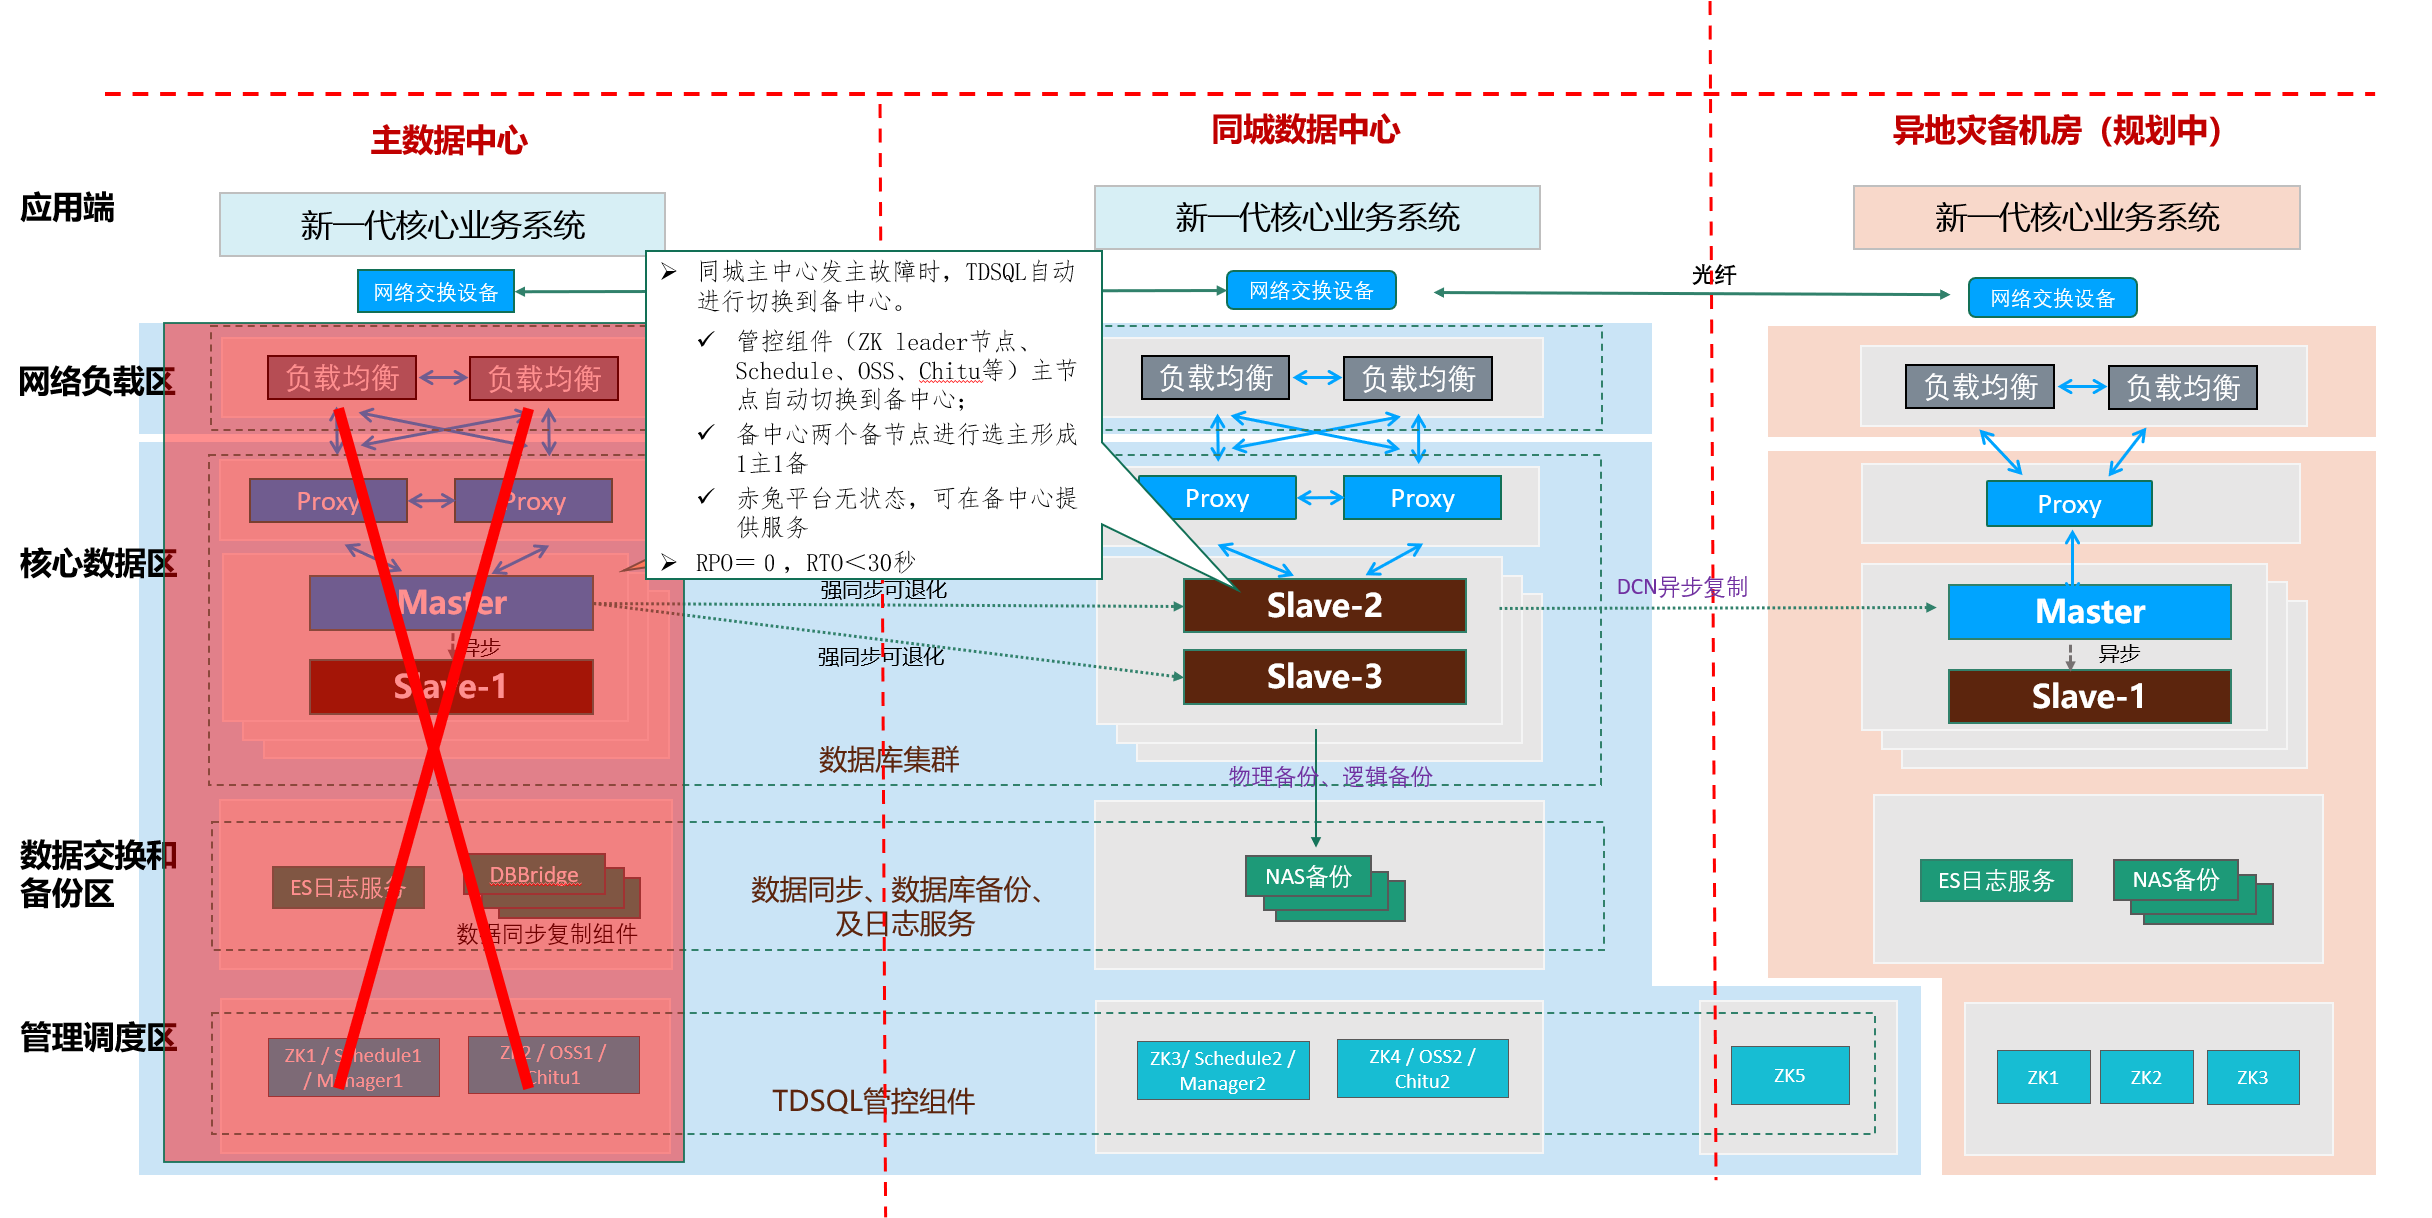 主数据中心
同城数据中心
异地灾备机房（规划中）
应用端
新一代核心业务系统
新一代核心业务系统
新一代核心业务系统
网络交换设备
网络交换设备
光纤
网络交换设备
➢ 同城主中心发主故障时，TDSQL自动
进行切换到备中心。
✓ 管控组件（ZK leader节点、
Schedule、OSS、Chitu等）主节
点自动切换到备中心；
✓ 备中心两个备节点进行选主形成
1主1备
✓ 赤兔平台无状态，可在备中心提
供服务
➢ RPO＝０，RTO＜30秒
网络负载区
负载均衡
负载均衡
负载均衡
负载均衡
负载均衡
负载均衡
Proxy
Proxy
Proxy
Proxy
Proxy
核心数据区
Master
异步
Slave-1
强同步可退化
强同步可退化
Slave-2
Slave-3
DCN异步复制
Master
异步
Slave-1
数据库集群
物理备份、逻辑备份
数据交换和
备份区
ES日志服务
DBBridge
数据同步复制组件
数据同步、数据库备份、
及日志服务
NAS备份
ES日志服务
NAS备份
管理调度区
ZK1 / Schedule1
/ Manager1
ZK2 / OSS1 /
Chitu1
TDSQL管控组件
ZK3/ Schedule2 /
Manager2
ZK4 / OSS2 /
Chitu2
ZK5
ZK1
ZK2
ZK3